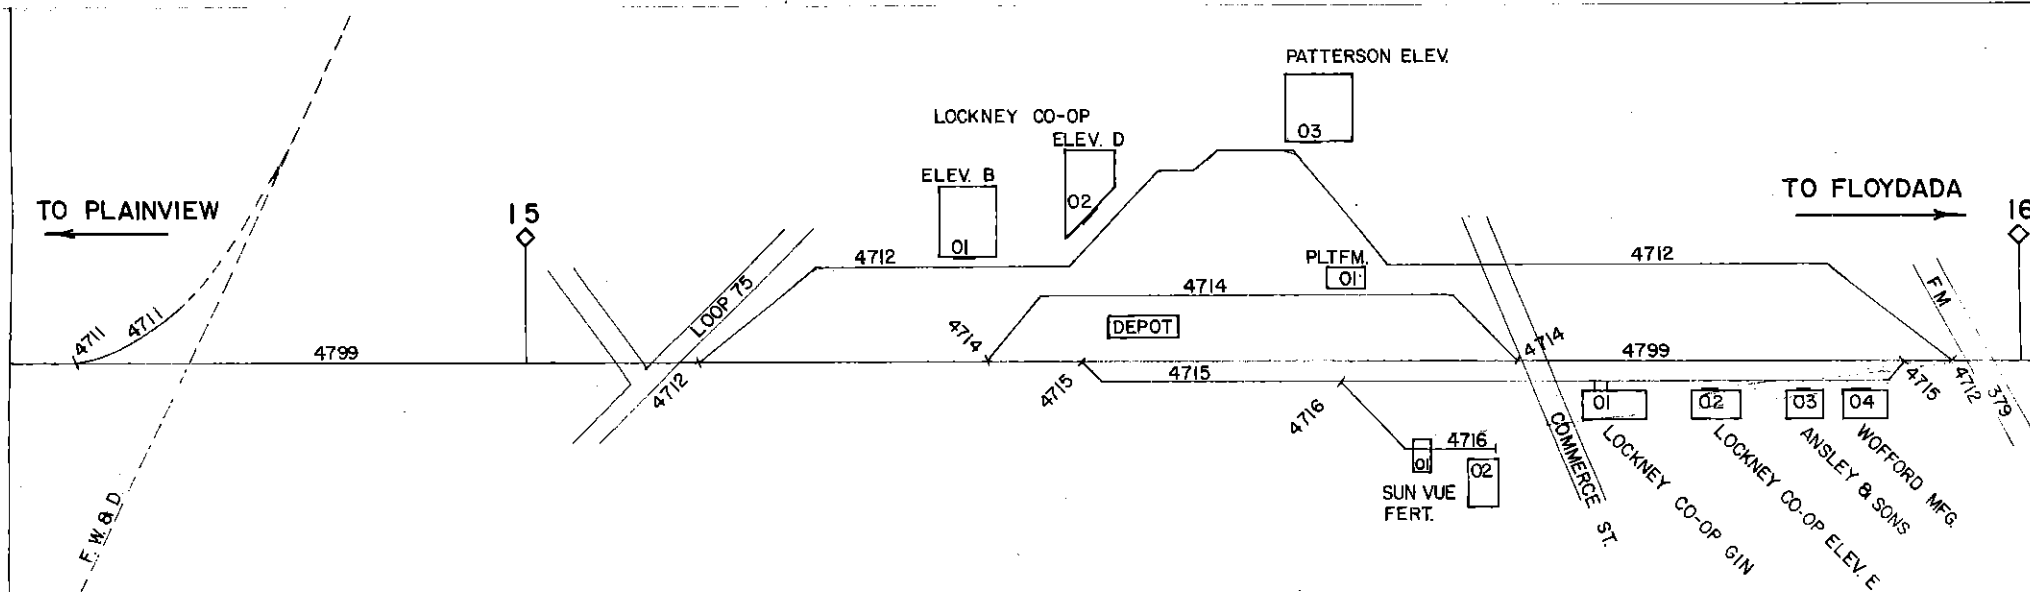 PATTERSON ELEV.
03
LOCKNEY CO-OP
ELEV. D
02
ELEV. B
01
TO PLAINVIEW
15
TO FLOYDADA
16
4712
4712
PLTFM.
01
4714
LOOP 75
FM 379
4711
4711
DEPOT
4714
4714
4799
4799
4712
4715
4715
4715
4712
4716
4716
01
02
SUN VUE
FERT.
COMMERCE ST.
01
LOCKNEY CO-OP GIN
02
LOCKNEY CO-OP ELEV. E
03
ANSLEY & SONS
04
WOFFORD MFG.
F. W. & D